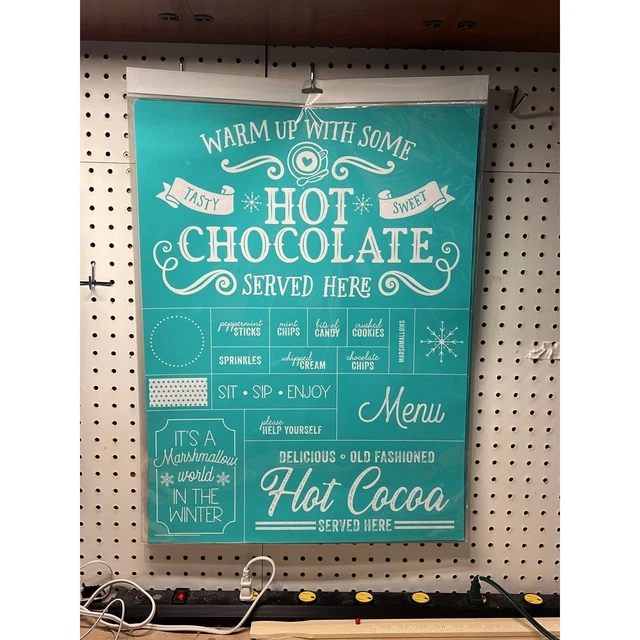 WARM UP WITH SOME
TASTY
SWEET
HOT
CHOCOLATE
SERVED HERE
peppermint
STICKS
mint
CHIPS
bits of
CANDY
crushed
COOKIES
MARSHMALLOWS
SPRINKLES
whipped
CREAM
chocolate
CHIPS
SIT • SIP • ENJOY
Menu
please
HELP YOURSELF
IT'S A
Marshmallow
world
IN THE
WINTER
DELICIOUS • OLD FASHIONED
Hot Cocoa
SERVED HERE